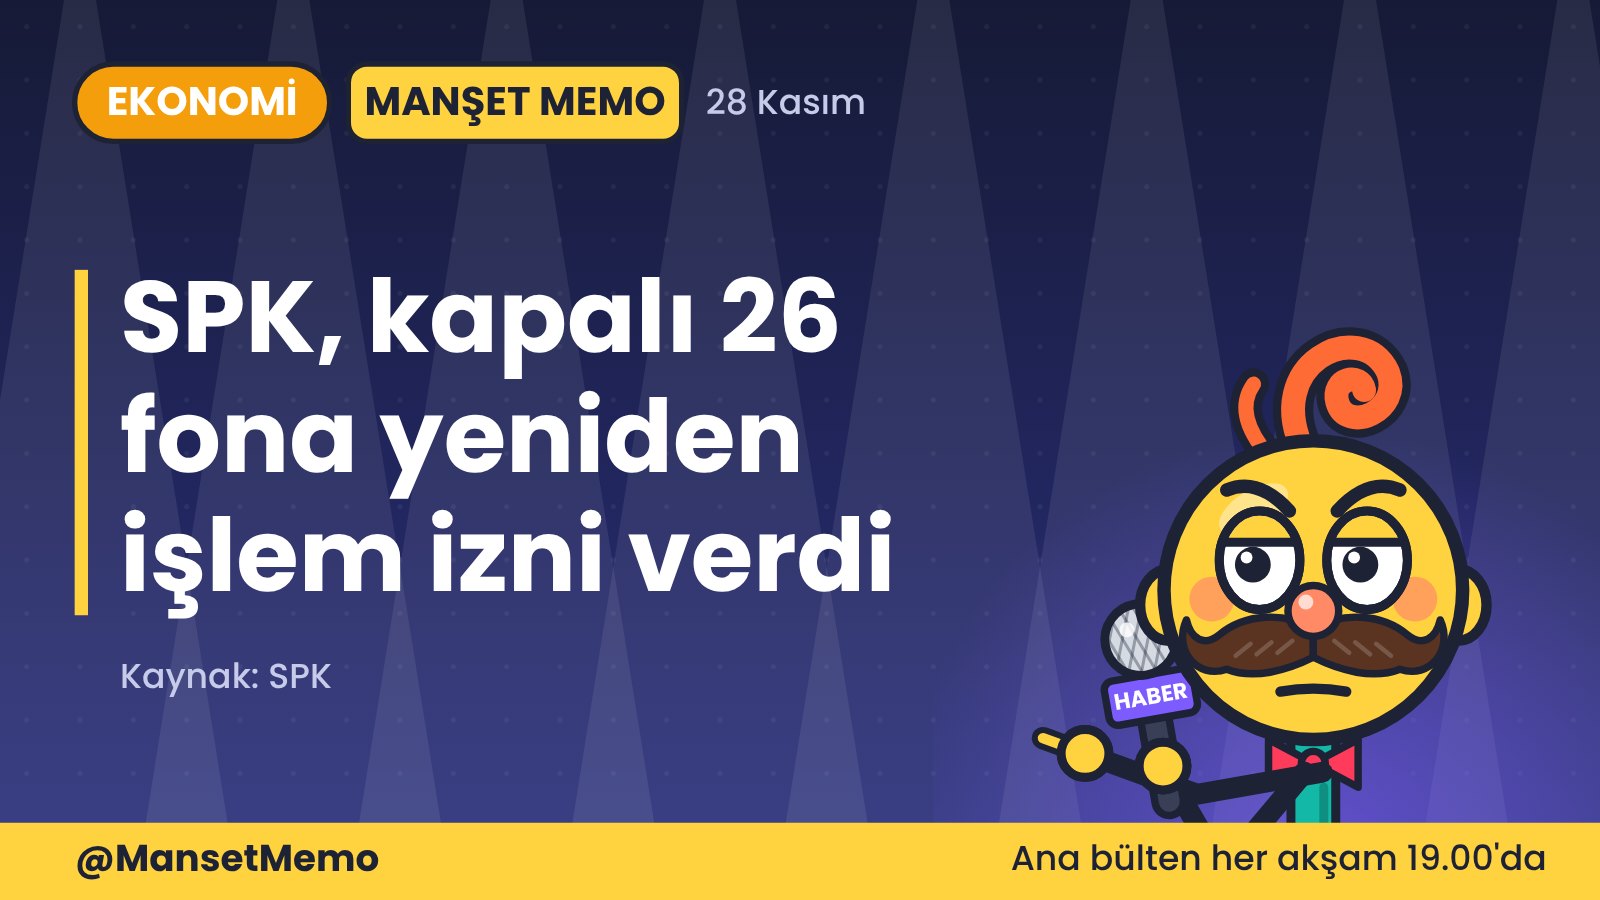 EKONOMİ MANŞET MEMO 28 Kasım
SPK, kapalı 26
fona yeniden
işlem izni verdi
Kaynak: SPK
HABER
@MansetMemo
Ana bülten her akşam 19.00'da